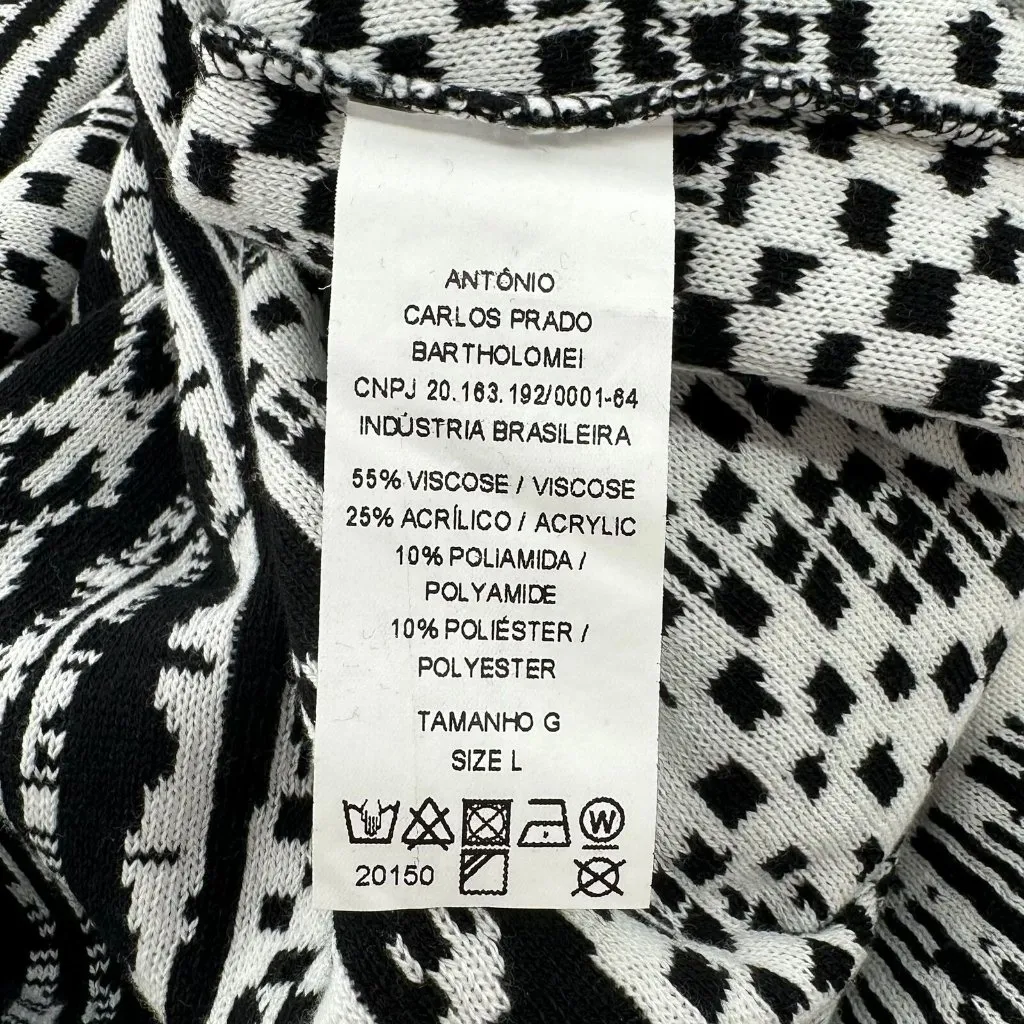 ANTÔNIO
CARLOS PRADO
BARTHOLOMEI
CNPJ 20.163.192/0001-64
INDÚSTRIA BRASILEIRA
55% VISCOSE / VISCOSE
25% ACRÍLICO / ACRYLIC
10% POLIAMIDA /
POLYAMIDE
10% POLIÉSTER /
POLYESTER
TAMANHO G
SIZE L
W
20150